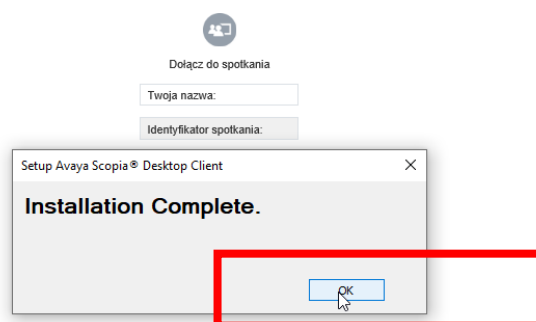 Dołącz do spotkania
Twoja nazwa:
Identyfikator spotkania:
Setup Avaya Scopia® Desktop Client
Installation Complete.
OK